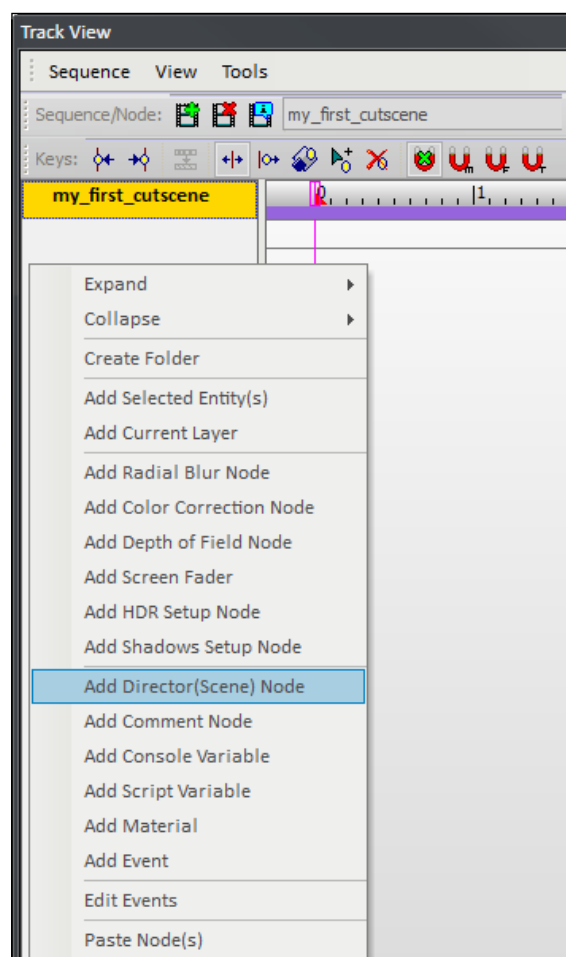 Track View
Sequence View Tools
Sequence/Node: my_first_cutscene
Keys:
my_first_cutscene 0 1
Expand
Collapse
Create Folder
Add Selected Entity(s)
Add Current Layer
Add Radial Blur Node
Add Color Correction Node
Add Depth of Field Node
Add Screen Fader
Add HDR Setup Node
Add Shadows Setup Node
Add Director(Scene) Node
Add Comment Node
Add Console Variable
Add Script Variable
Add Material
Add Event
Edit Events
Paste Node(s)